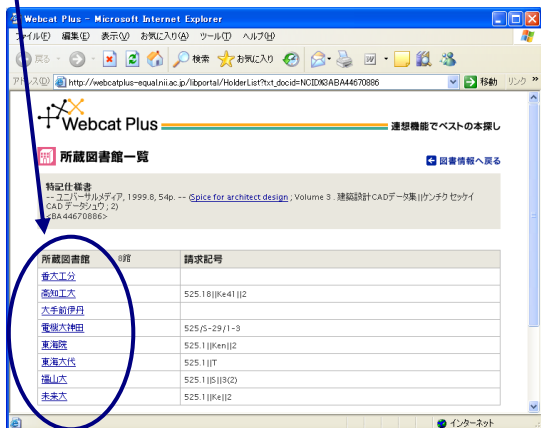 Webcat Plus - Microsoft Internet Explorer
ファイル(F) 編集(E) 表示(V) お気に入り(A) ツール(T) ヘルプ(H)
戻る 検索 お気に入り
アドレス(D) http://webcatplus-equal.nii.ac.jp/libportal/HolderList?txt_docid=NCID%3ABA44670886 移動 リンク »
Webcat Plus 連想機能でベストの本探し
所蔵図書館一覧 図書情報へ戻る
特記仕様書
-- ユニバーサルメディア, 1999.8, 54p. -- (Spice for architect design ; Volume 3 . 建築設計CADデータ集||ケンチク セッケイ
CAD データシュウ ; 2)
<BA44670886>
所蔵図書館 8館 請求記号
香大工分
高知工大 525.18||Ke41||2
大手前伊丹
電機大神田 525/S-29/1-3
東海院 525.1||Ken||2
東海大代 525.1||T
福山大 525.1||S||3(2)
未来大 525.1||Ke||2
インターネット